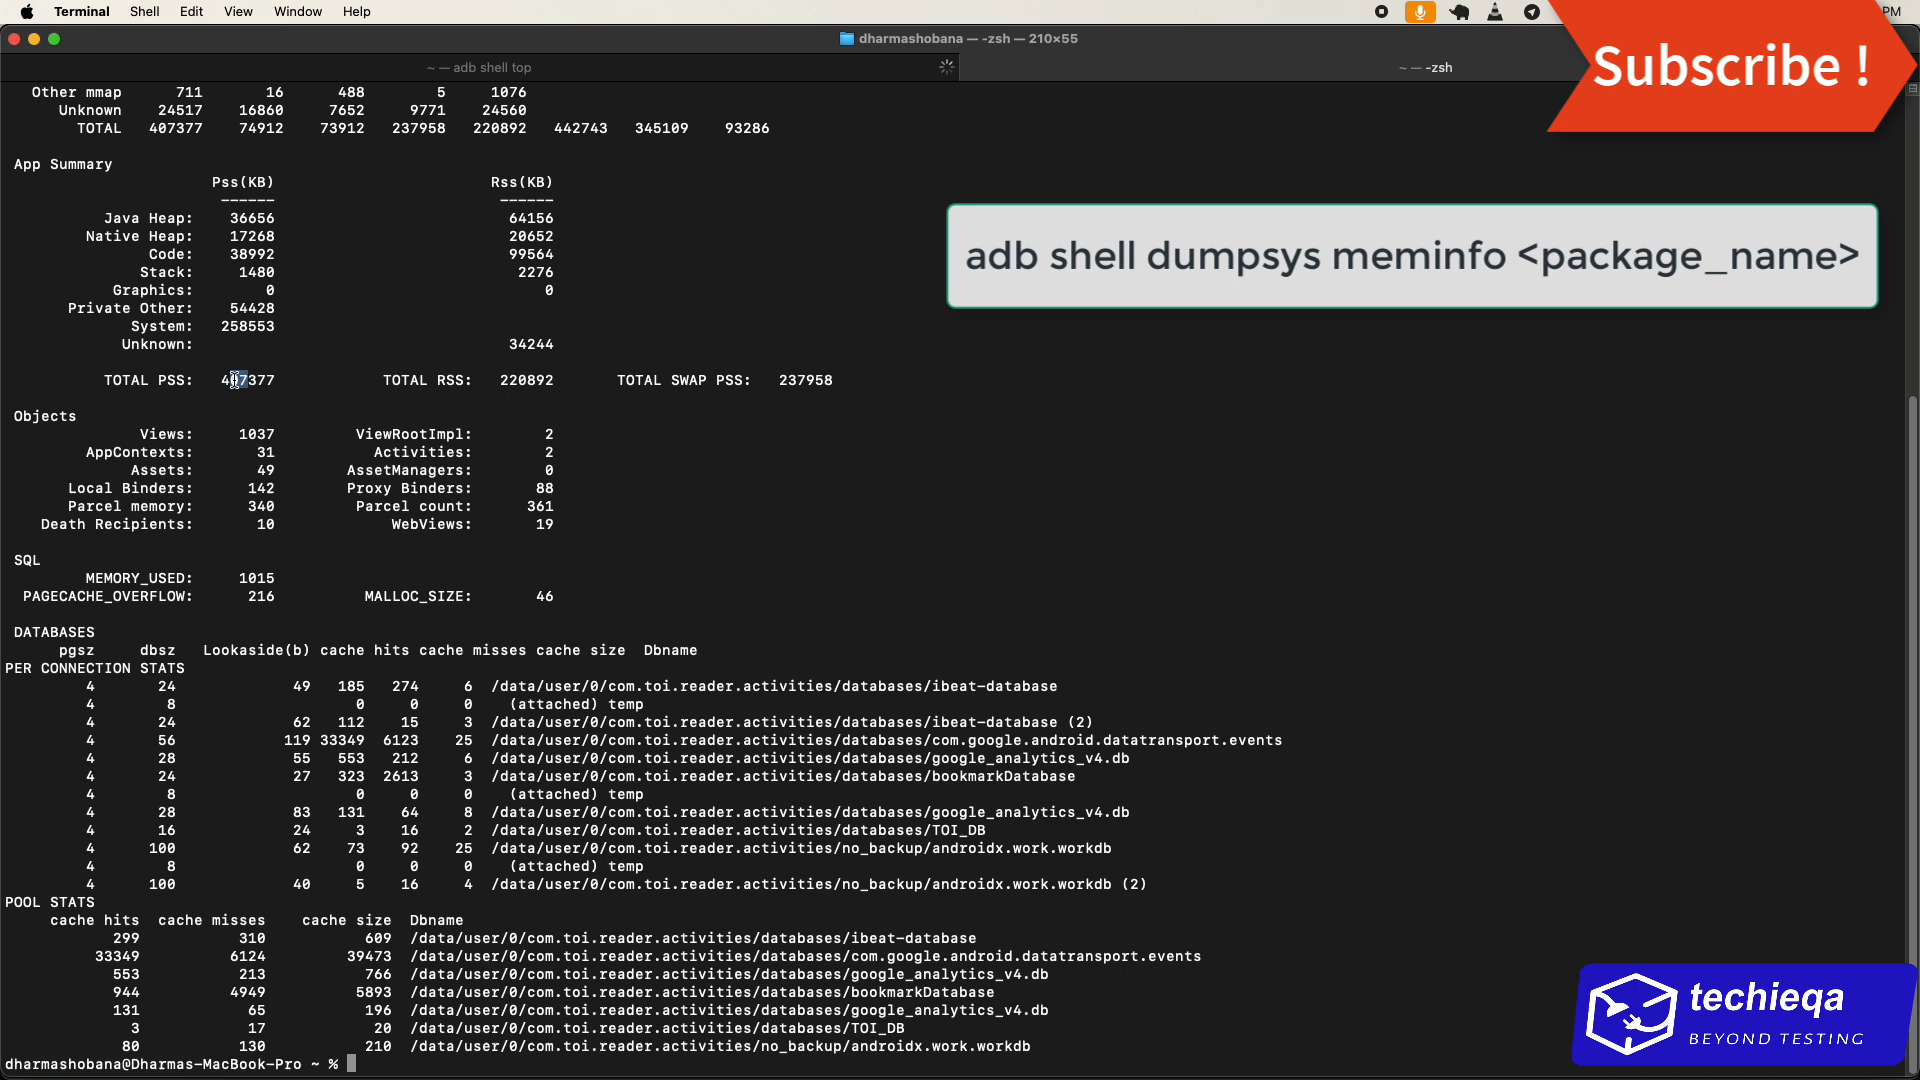 Terminal Shell Edit View Window Help PM
dharmashobana — -zsh — 210×55
~ — adb shell top ~ — -zsh
Subscribe !
Other mmap 711 16 488 5 1076
Unknown 24517 16860 7652 9771 24560
TOTAL 407377 74912 73912 237958 220892 442743 345109 93286
App Summary
Pss(KB) Rss(KB)
------ ------
Java Heap: 36656 64156
Native Heap: 17268 20652
Code: 38992 99564
Stack: 1480 2276
Graphics: 0 0
Private Other: 54428
System: 258553
Unknown: 34244
adb shell dumpsys meminfo <package_name>
TOTAL PSS: 407377 TOTAL RSS: 220892 TOTAL SWAP PSS: 237958
Objects
Views: 1037 ViewRootImpl: 2
AppContexts: 31 Activities: 2
Assets: 49 AssetManagers: 0
Local Binders: 142 Proxy Binders: 88
Parcel memory: 340 Parcel count: 361
Death Recipients: 10 WebViews: 19
SQL
MEMORY_USED: 1015
PAGECACHE_OVERFLOW: 216 MALLOC_SIZE: 46
DATABASES
pgsz dbsz Lookaside(b) cache hits cache misses cache size Dbname
PER CONNECTION STATS
4 24 49 185 274 6 /data/user/0/com.toi.reader.activities/databases/ibeat-database
4 8 0 0 0 (attached) temp
4 24 62 112 15 3 /data/user/0/com.toi.reader.activities/databases/ibeat-database (2)
4 56 119 33349 6123 25 /data/user/0/com.toi.reader.activities/databases/com.google.android.datatransport.events
4 28 55 553 212 6 /data/user/0/com.toi.reader.activities/databases/google_analytics_v4.db
4 24 27 323 2613 3 /data/user/0/com.toi.reader.activities/databases/bookmarkDatabase
4 8 0 0 0 (attached) temp
4 28 83 131 64 8 /data/user/0/com.toi.reader.activities/databases/google_analytics_v4.db
4 16 24 3 16 2 /data/user/0/com.toi.reader.activities/databases/TOI_DB
4 100 62 73 92 25 /data/user/0/com.toi.reader.activities/no_backup/androidx.work.workdb
4 8 0 0 0 (attached) temp
4 100 40 5 16 4 /data/user/0/com.toi.reader.activities/no_backup/androidx.work.workdb (2)
POOL STATS
cache hits cache misses cache size Dbname
299 310 609 /data/user/0/com.toi.reader.activities/databases/ibeat-database
33349 6124 39473 /data/user/0/com.toi.reader.activities/databases/com.google.android.datatransport.events
553 213 766 /data/user/0/com.toi.reader.activities/databases/google_analytics_v4.db
944 4949 5893 /data/user/0/com.toi.reader.activities/databases/bookmarkDatabase
131 65 196 /data/user/0/com.toi.reader.activities/databases/google_analytics_v4.db
3 17 20 /data/user/0/com.toi.reader.activities/databases/TOI_DB
80 130 210 /data/user/0/com.toi.reader.activities/no_backup/androidx.work.workdb
dharmashobana@Dharmas-MacBook-Pro ~ %
techieqa
BEYOND TESTING